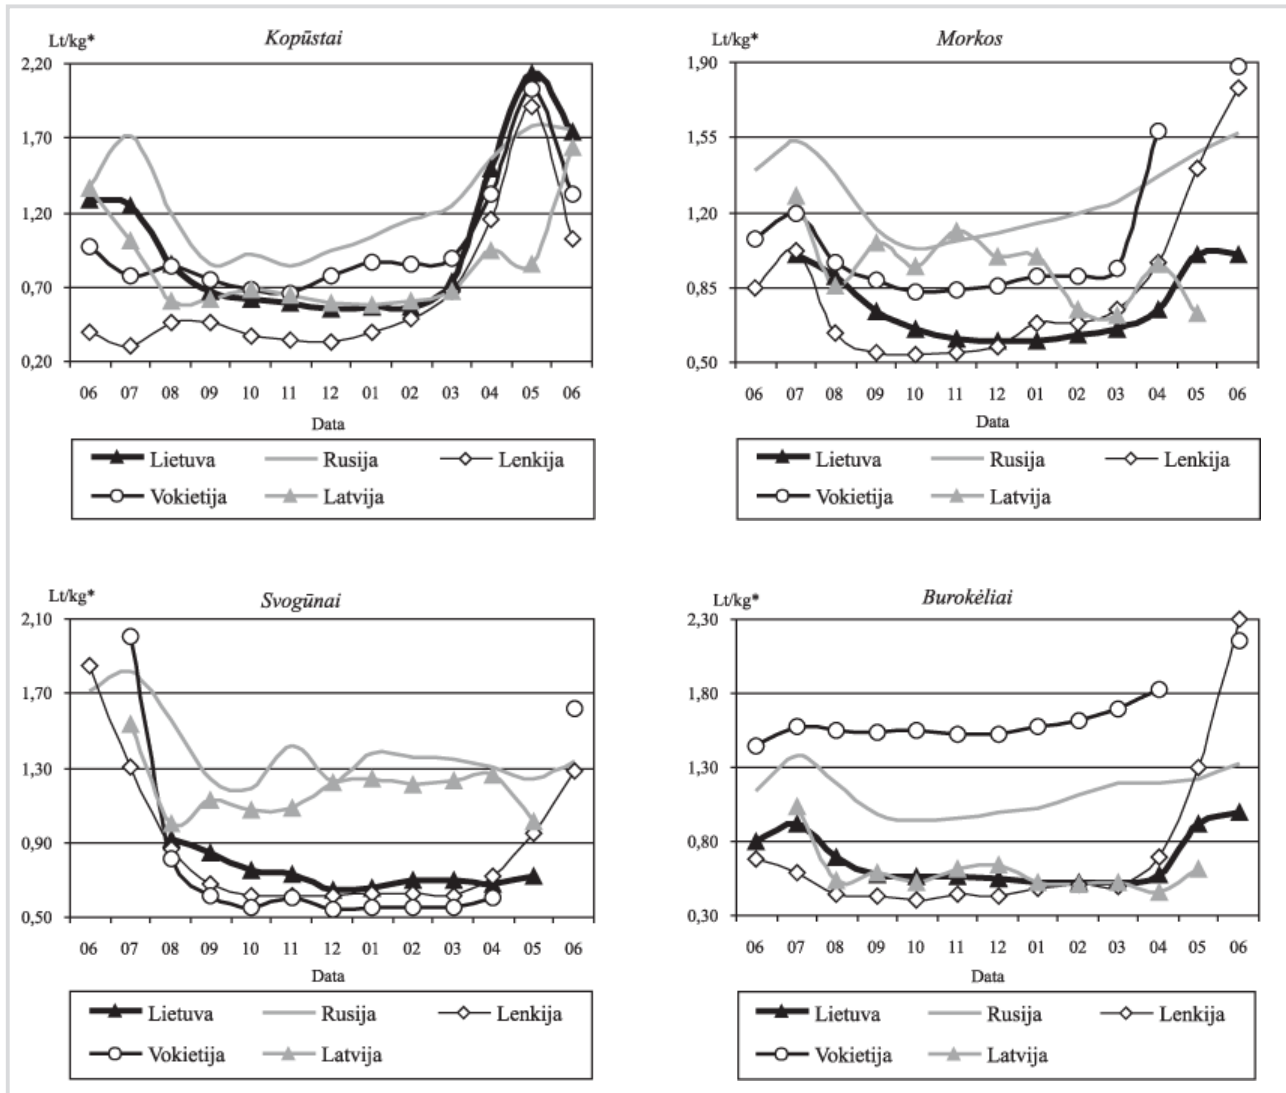 Lt/kg*
Kopūstai
2,20
1,70
1,20
0,70
0,20
06 07 08 09 10 11 12 01 02 03 04 05 06
Data
Lietuva Rusija Lenkija
Vokietija Latvija
Lt/kg*
Morkos
1,90
1,55
1,20
0,85
0,50
06 07 08 09 10 11 12 01 02 03 04 05 06
Data
Lietuva Rusija Lenkija
Vokietija Latvija
Lt/kg*
Svogūnai
2,10
1,70
1,30
0,90
0,50
06 07 08 09 10 11 12 01 02 03 04 05 06
Data
Lietuva Rusija Lenkija
Vokietija Latvija
Lt/kg*
Burokėliai
2,30
1,80
1,30
0,80
0,30
06 07 08 09 10 11 12 01 02 03 04 05 06
Data
Lietuva Rusija Lenkija
Vokietija Latvija